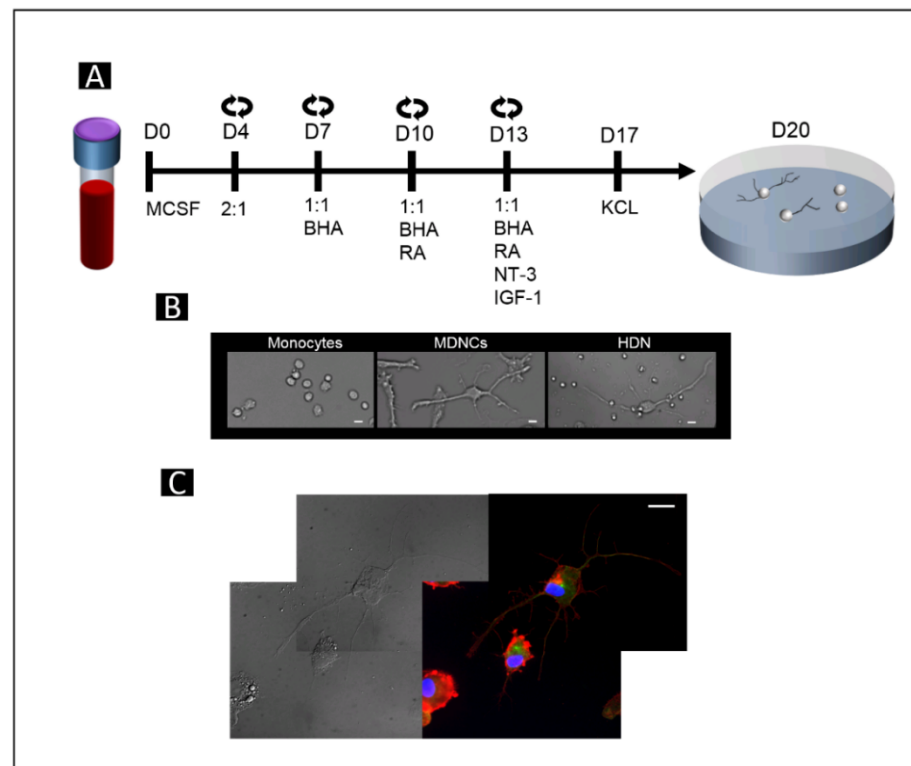 A
D0 D4 D7 D10 D13 D17 D20
MCSF 2:1 1:1 1:1 1:1 KCL
BHA BHA BHA
RA RA
NT-3
IGF-1
B
Monocytes MDNCs HDN
C